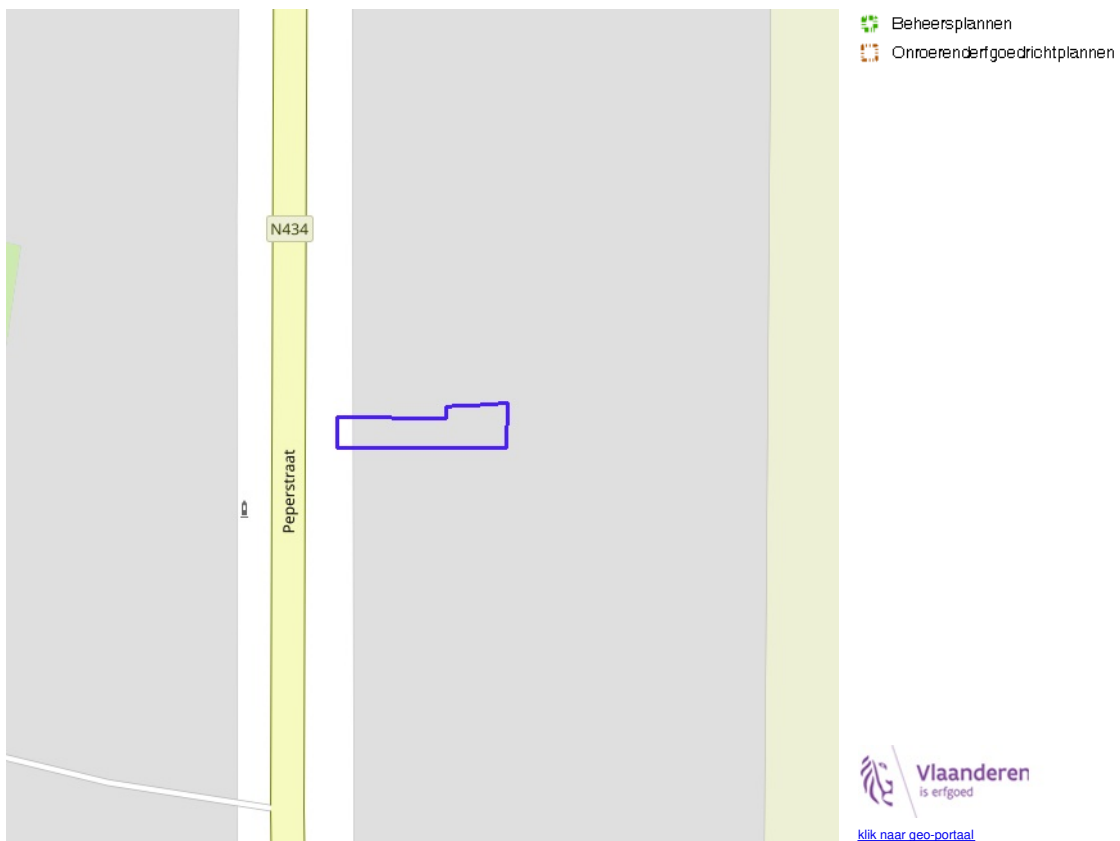 N434
Peperstraat
Beheersplannen
Onroerenderfgoedrichtplannen
Vlaanderen
is erfgoed
klik naar geo-portaal